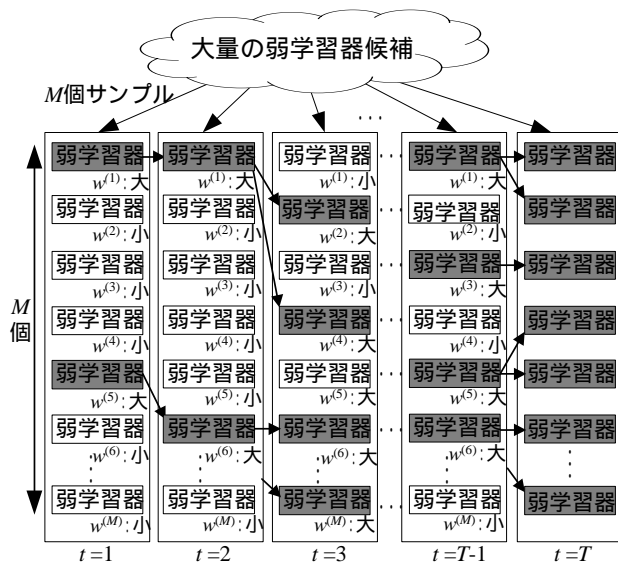 大量の弱学習器候補
M個サンプル
…
弱学習器 弱学習器 弱学習器 … 弱学習器 弱学習器
w(1):大 w(1):大 w(1):小 w(1):大
弱学習器 弱学習器 弱学習器 … 弱学習器 弱学習器
w(2):小 w(2):小 w(2):大 w(2):小
弱学習器 弱学習器 弱学習器 … 弱学習器 弱学習器
w(3):小 w(3):小 w(3):小 w(3):大
M
個
弱学習器 弱学習器 弱学習器 … 弱学習器 弱学習器
w(4):小 w(4):小 w(4):大 w(4):小
弱学習器 弱学習器 弱学習器 … 弱学習器 弱学習器
w(5):大 w(5):小 w(5):大 w(5):大
弱学習器 弱学習器 弱学習器 … 弱学習器 弱学習器
w(6):小 w(6):大 w(6):大 w(6):大
弱学習器 弱学習器 弱学習器 … 弱学習器 弱学習器
w(M):小 w(M):小 w(M):大 w(M):小
t=1 t=2 t=3 t=T-1 t=T